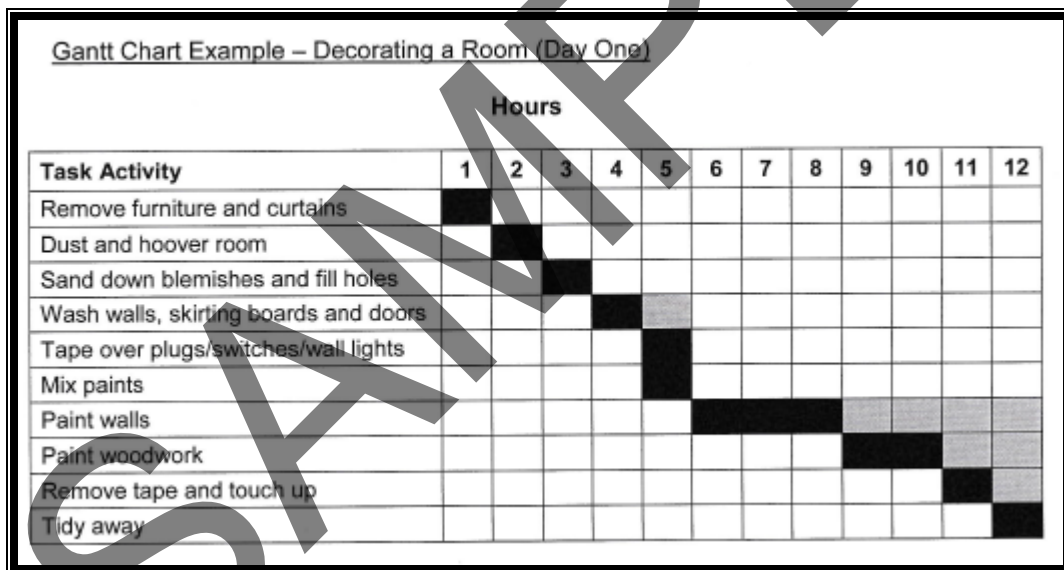 Gantt Chart Example – Decorating a Room (Day One)
Hours
Task Activity 1 2 3 4 5 6 7 8 9 10 11 12
Remove furniture and curtains
Dust and hoover room
Sand down blemishes and fill holes
Wash walls, skirting boards and doors
Tape over plugs/switches/wall lights
Mix paints
Paint walls
Paint woodwork
Remove tape and touch up
Tidy away